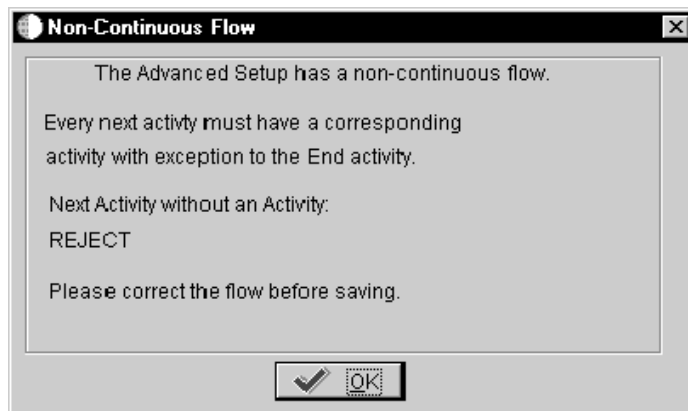 Non-Continuous Flow
The Advanced Setup has a non-continuous flow.
Every next activty must have a corresponding
activity with exception to the End activity.
Next Activity without an Activity:
REJECT
Please correct the flow before saving.
OK